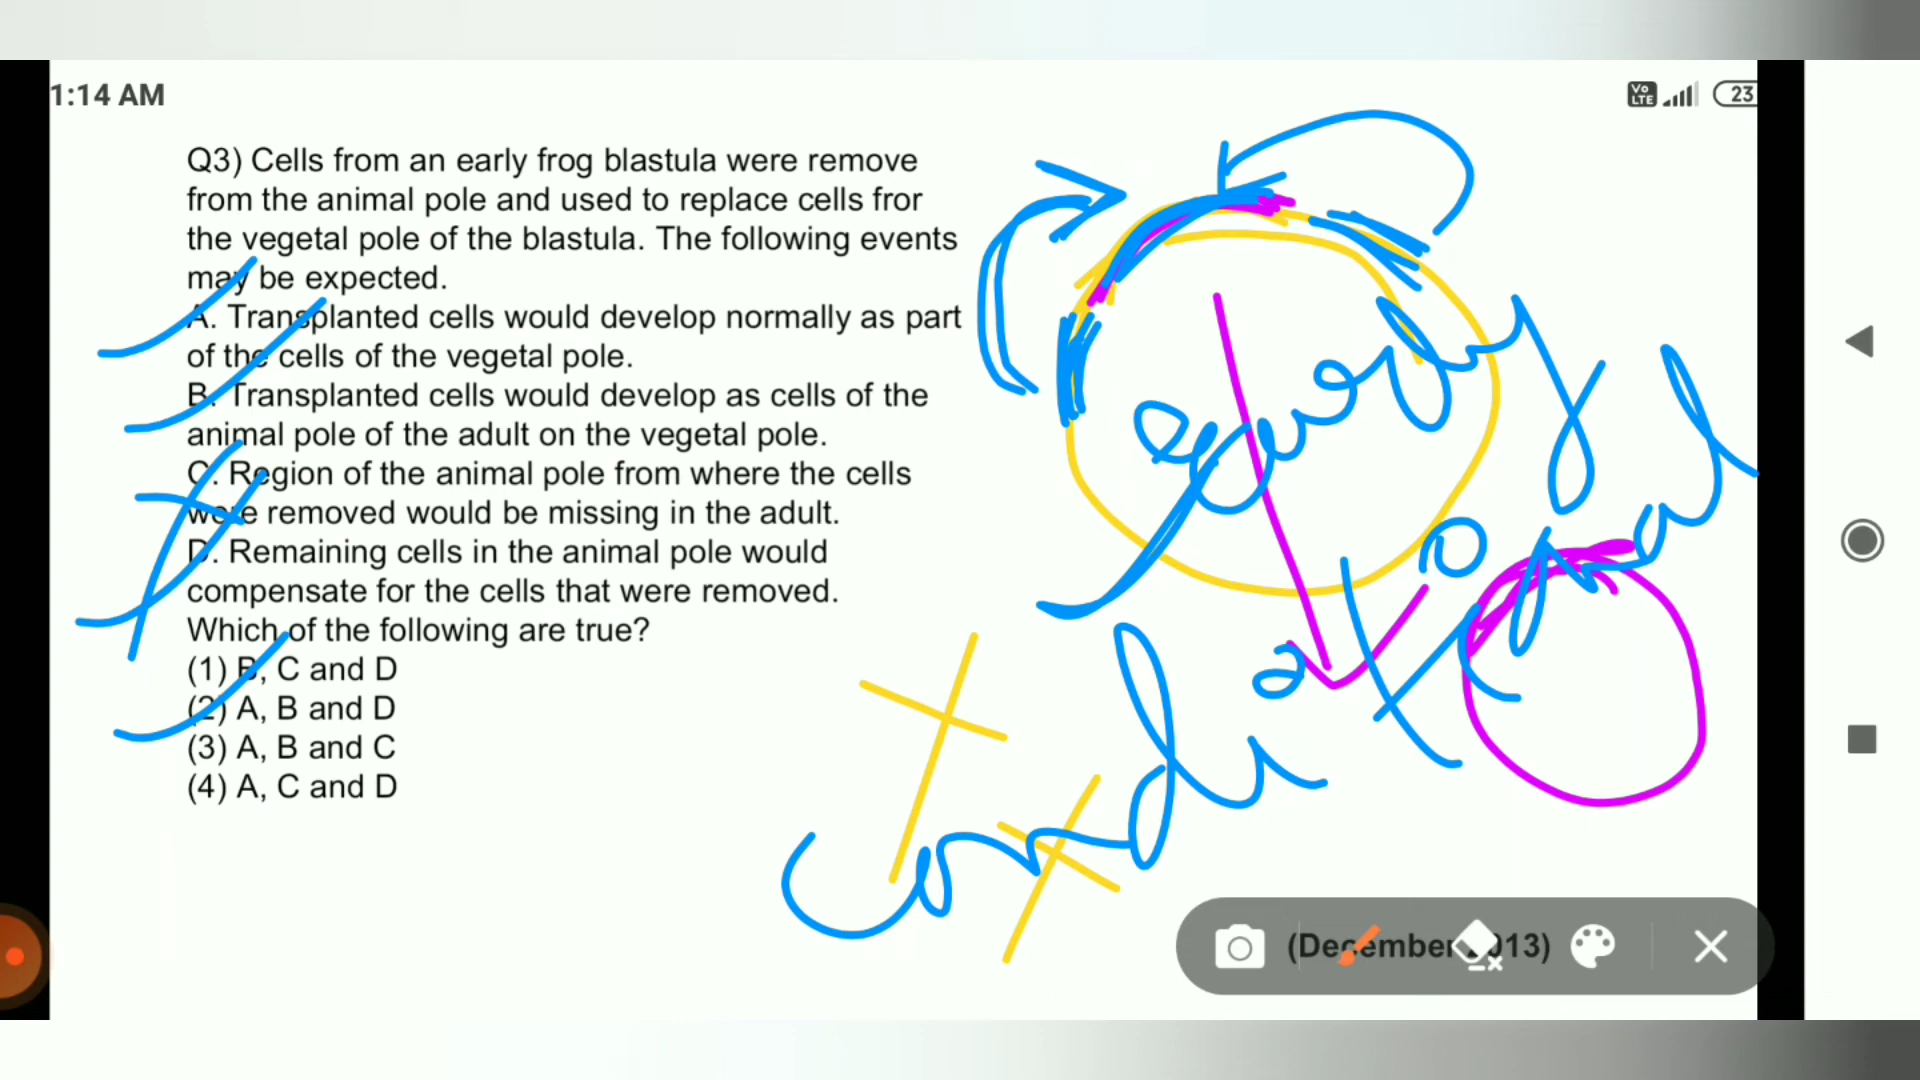 1:14 AM
Vo LTE 23
Q3) Cells from an early frog blastula were remove
from the animal pole and used to replace cells fror
the vegetal pole of the blastula. The following events
may be expected.
A. Transplanted cells would develop normally as part
of the cells of the vegetal pole.
B. Transplanted cells would develop as cells of the
animal pole of the adult on the vegetal pole.
C. Region of the animal pole from where the cells
were removed would be missing in the adult.
D. Remaining cells in the animal pole would
compensate for the cells that were removed.
Which of the following are true?
(1) B, C and D
(2) A, B and D
(3) A, B and C
(4) A, C and D
early
(December 2013)